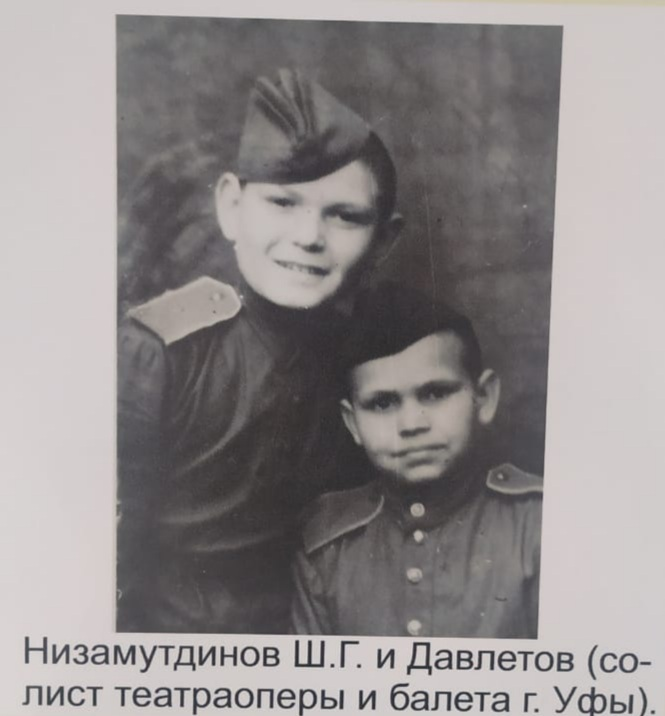 Низамутдинов Ш.Г. и Давлетов (со-
лист театраоперы и балета г. Уфы).